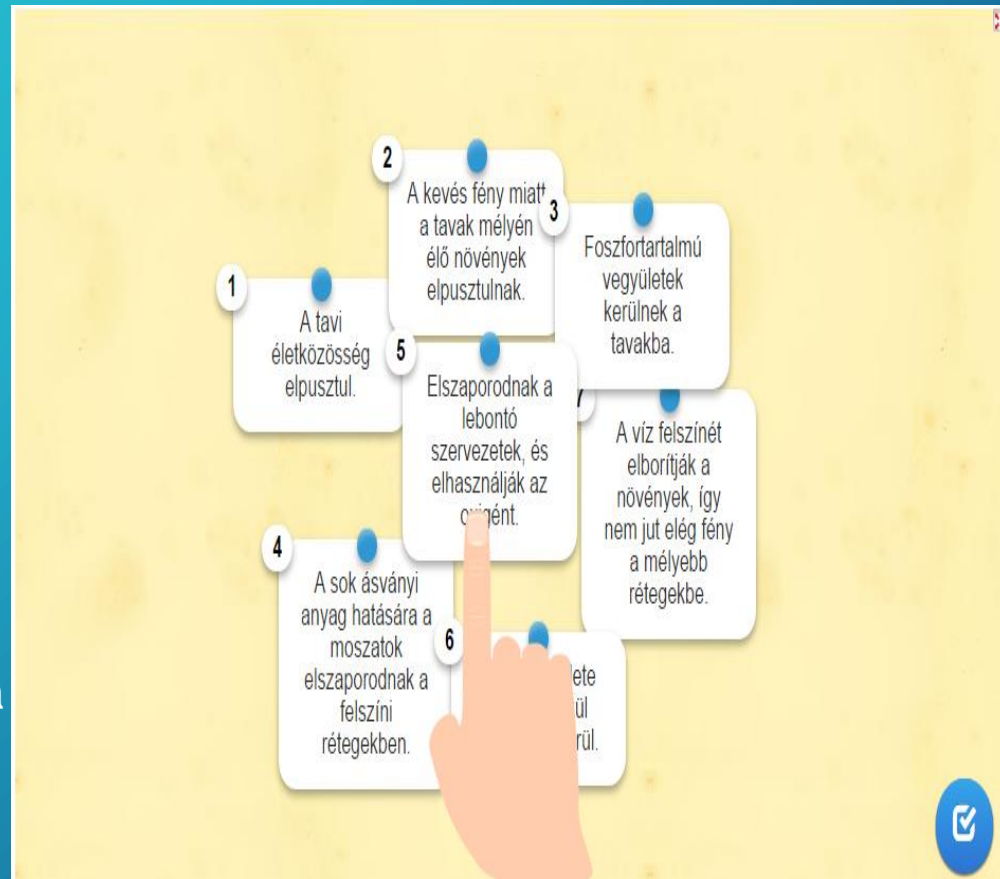 1
A tavi
életközösség
elpusztul.
2
A kevés fény miatt
a tavak mélyén
élő növények
elpusztulnak.
3
Foszfortartalmú
vegyületek
kerülnek a
tavakba.
5
Elszaporodnak a
lebontó
szervezetek, és
elhasználják az
oxigént.
7
A víz felszínét
elborítják a
növények, így
nem jut elég fény
a mélyebb
rétegekbe.
4
A sok ásványi
anyag hatására a
moszatok
elszaporodnak a
felszíni
rétegekben.
6